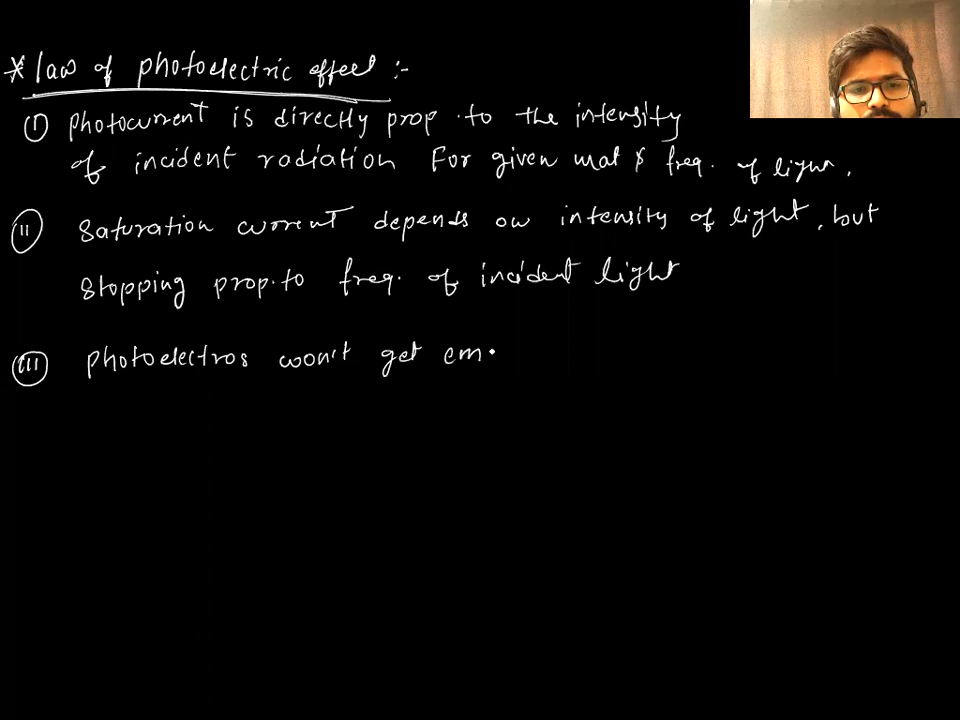 * law of photoelectric effect :-
(I) Photocurrent is directly prop. to the intensity
of incident radiation For given mat & freq. of light.
(II) Saturation current depends on intensity of light, but
Stopping prop. to freq. of incident light
(III) Photoelectros won't get em